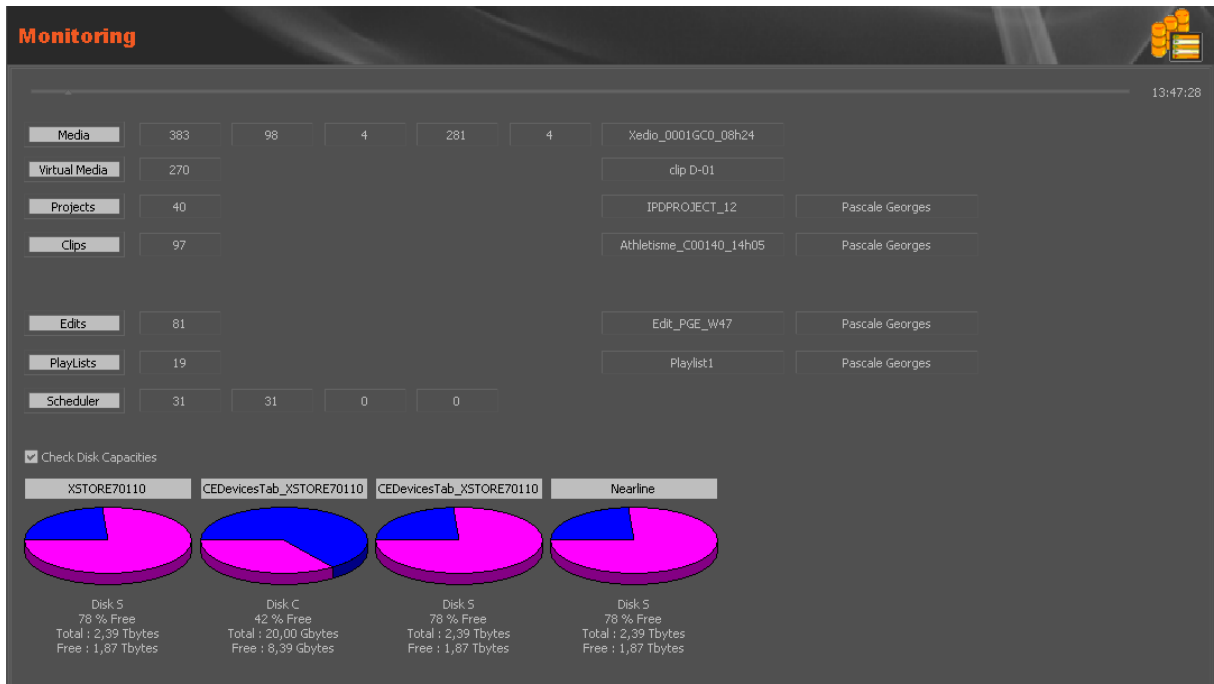 Monitoring
13:47:28
Media 383 98 4 281 4 Xedio_0001GC0_08h24
Virtual Media 270 clip D-01
Projects 40 IPDPROJECT_12 Pascale Georges
Clips 97 Athletisme_C00140_14h05 Pascale Georges
Edits 81 Edit_PGE_W47 Pascale Georges
PlayLists 19 Playlist1 Pascale Georges
Scheduler 31 31 0 0
Check Disk Capacities
XSTORE70110 CEDevicesTab_XSTORE70110 CEDevicesTab_XSTORE70110 Nearline
Disk S Disk C Disk S Disk S
78 % Free 42 % Free 78 % Free 78 % Free
Total : 2,39 Tbytes Total : 20,00 Gbytes Total : 2,39 Tbytes Total : 2,39 Tbytes
Free : 1,87 Tbytes Free : 8,39 Gbytes Free : 1,87 Tbytes Free : 1,87 Tbytes